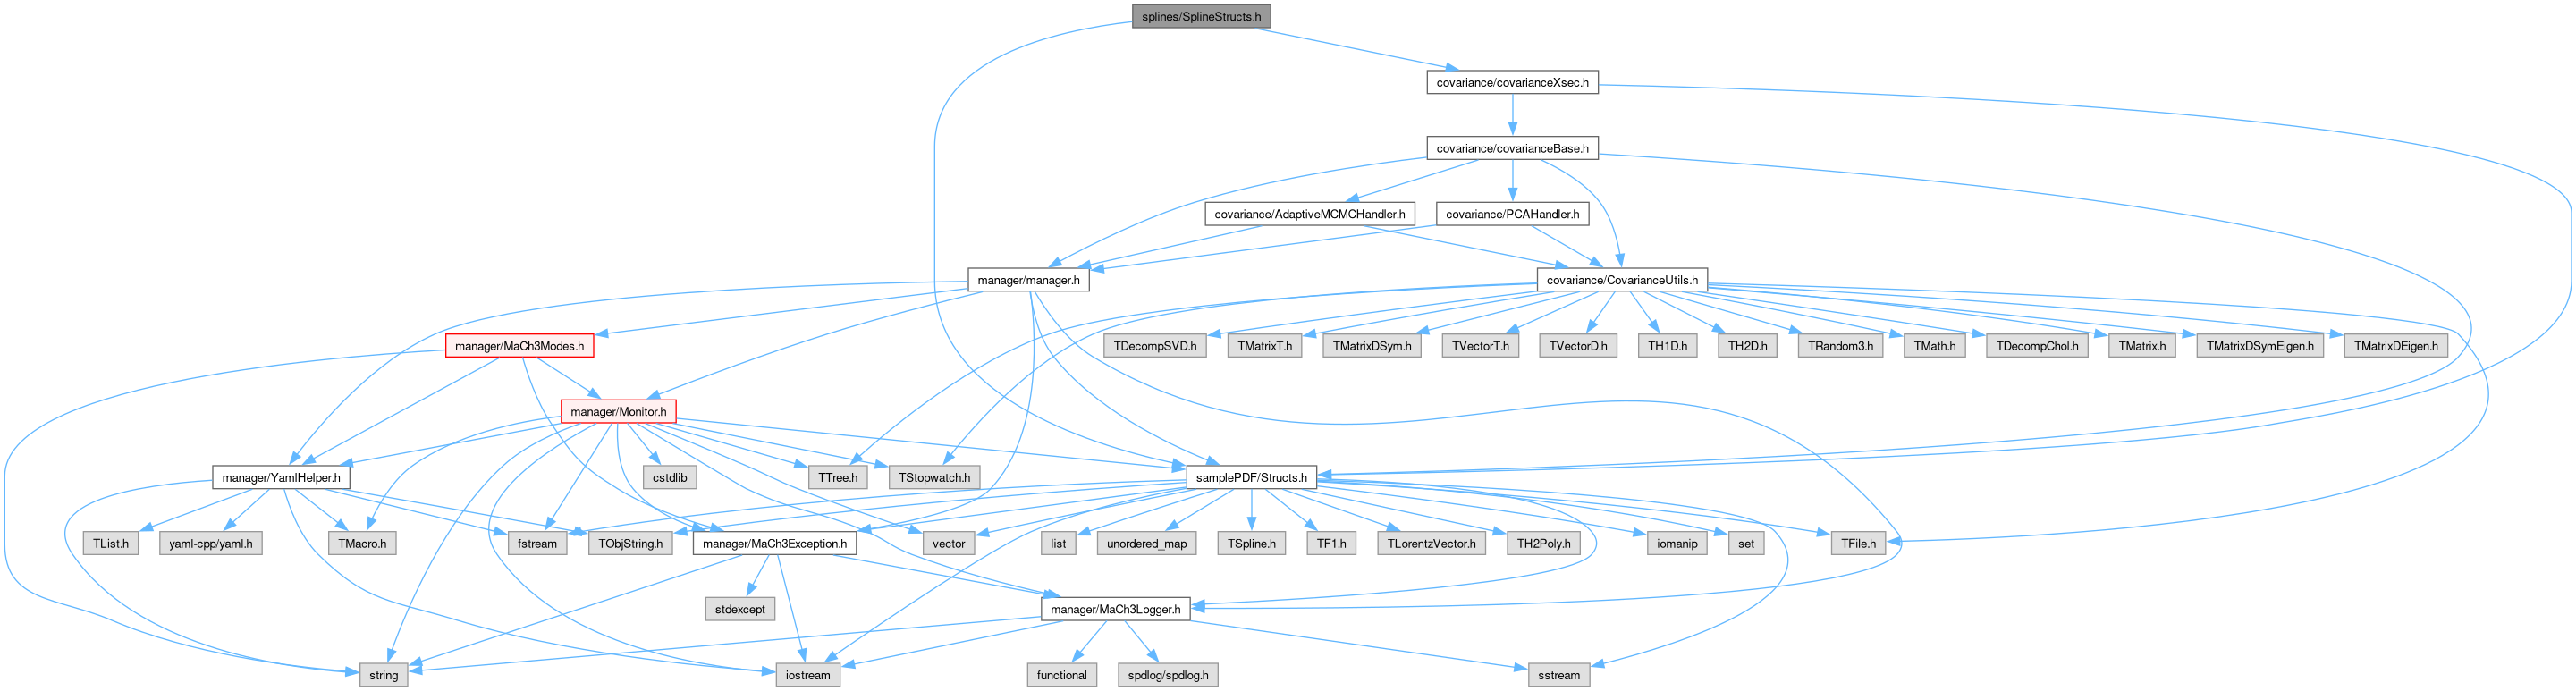 splines/SplineStructs.h
covariance/covarianceXsec.h
covariance/covarianceBase.h
covariance/AdaptiveMCMCHandler.h
covariance/PCAHandler.h
manager/manager.h
covariance/CovarianceUtils.h
manager/MaCh3Modes.h
TDecompSVD.h
TMatrixT.h
TMatrixDSym.h
TVectorT.h
TVectorD.h
TH1D.h
TH2D.h
TRandom3.h
TMath.h
TDecompChol.h
TMatrix.h
TMatrixDSymEigen.h
TMatrixDEigen.h
manager/Monitor.h
manager/YamlHelper.h
cstdlib
TTree.h
TStopwatch.h
samplePDF/Structs.h
TList.h
yaml-cpp/yaml.h
TMacro.h
fstream
TObjString.h
manager/MaCh3Exception.h
vector
list
unordered_map
TSpline.h
TF1.h
TLorentzVector.h
TH2Poly.h
iomanip
set
TFile.h
stdexcept
manager/MaCh3Logger.h
string
iostream
functional
spdlog/spdlog.h
sstream